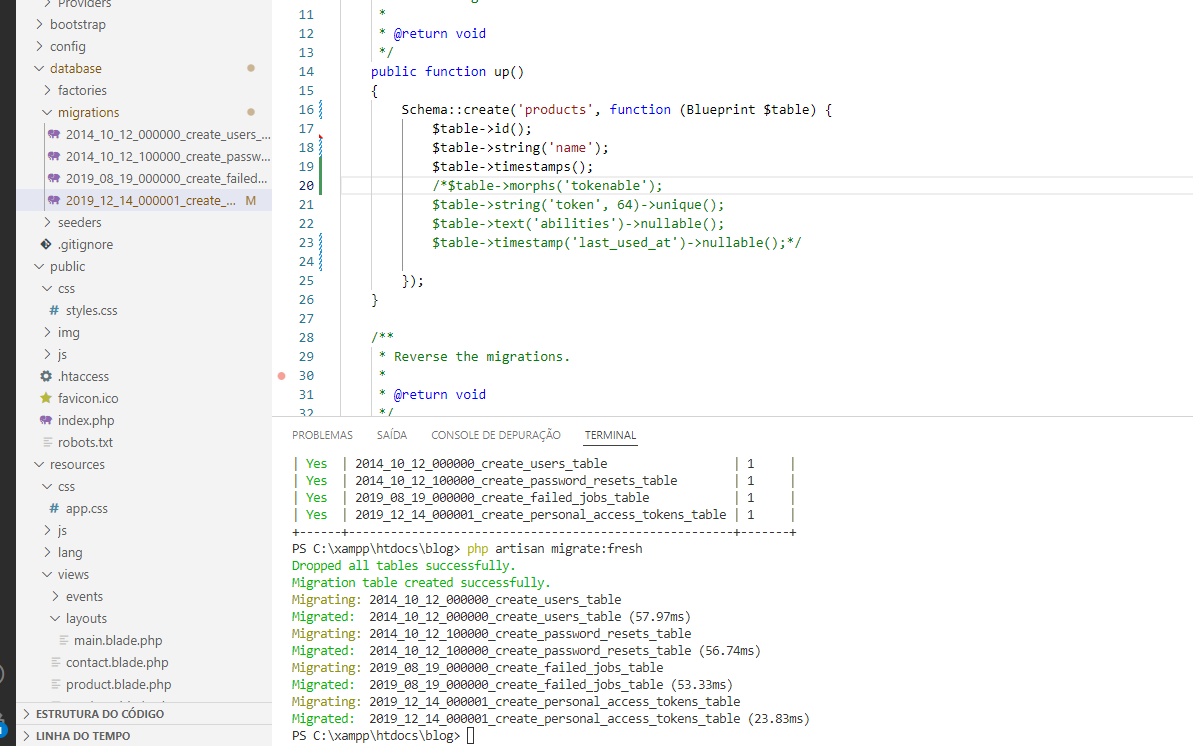 Providers
bootstrap
config
database
factories
migrations
2014_10_12_000000_create_users_...
2014_10_12_100000_create_passw...
2019_08_19_000000_create_failed...
2019_12_14_000001_create_... M
seeders
.gitignore
public
css
# styles.css
img
js
.htaccess
favicon.ico
index.php
robots.txt
resources
css
# app.css
js
lang
views
events
layouts
main.blade.php
contact.blade.php
product.blade.php
ESTRUTURA DO CÓDIGO
LINHA DO TEMPO
11 *
12 * @return void
13 */
14 public function up()
15 {
16 Schema::create('products', function (Blueprint $table) {
17 $table->id();
18 $table->string('name');
19 $table->timestamps();
20 /*$table->morphs('tokenable');
21 $table->string('token', 64)->unique();
22 $table->text('abilities')->nullable();
23 $table->timestamp('last_used_at')->nullable();*/
24
25 });
26 }
27
28 /**
29 * Reverse the migrations.
30 *
31 * @return void
32 */
PROBLEMAS SAÍDA CONSOLE DE DEPURAÇÃO TERMINAL
| Yes | 2014_10_12_000000_create_users_table | 1 |
| Yes | 2014_10_12_100000_create_password_resets_table | 1 |
| Yes | 2019_08_19_000000_create_failed_jobs_table | 1 |
| Yes | 2019_12_14_000001_create_personal_access_tokens_table | 1 |
+------+-------------------------------------------------------+-------+
PS C:\xampp\htdocs\blog> php artisan migrate:fresh
Dropped all tables successfully.
Migration table created successfully.
Migrating: 2014_10_12_000000_create_users_table
Migrated: 2014_10_12_000000_create_users_table (57.97ms)
Migrating: 2014_10_12_100000_create_password_resets_table
Migrated: 2014_10_12_100000_create_password_resets_table (56.74ms)
Migrating: 2019_08_19_000000_create_failed_jobs_table
Migrated: 2019_08_19_000000_create_failed_jobs_table (53.33ms)
Migrating: 2019_12_14_000001_create_personal_access_tokens_table
Migrated: 2019_12_14_000001_create_personal_access_tokens_table (23.83ms)
PS C:\xampp\htdocs\blog>